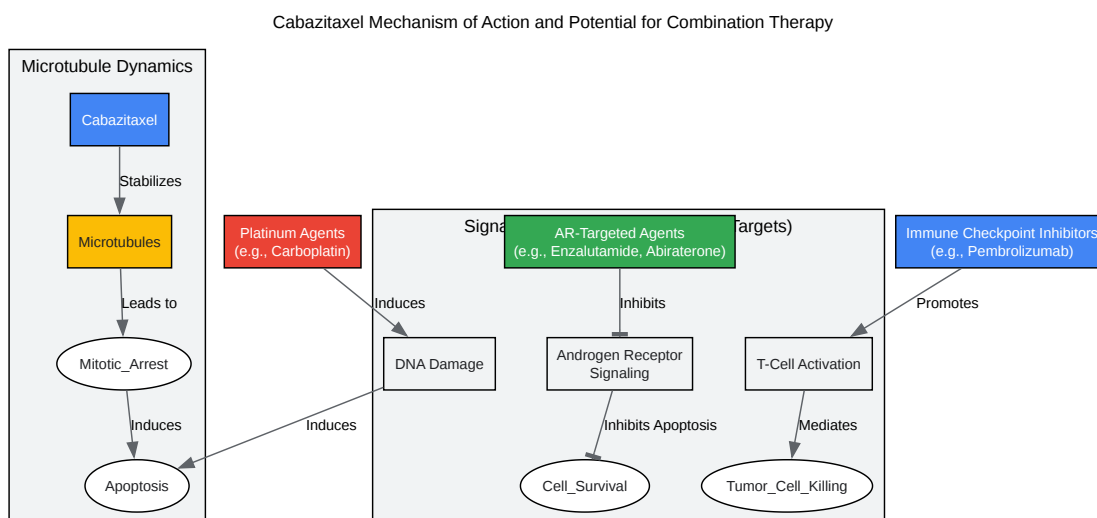 Cabazitaxel Mechanism of Action and Potential for Combination Therapy
Microtubule Dynamics
Cabazitaxel
Stabilizes
Microtubules
Leads to
Mitotic_Arrest
Induces
Apoptosis
Platinum Agents
(e.g., Carboplatin)
Induces
DNA Damage
Induces
Targets)
AR-Targeted Agents
(e.g., Enzalutamide, Abiraterone)
Inhibits
Androgen Receptor
Signaling
Inhibits Apoptosis
Cell_Survival
Immune Checkpoint Inhibitors
(e.g., Pembrolizumab)
Promotes
T-Cell Activation
Mediates
Tumor_Cell_Killing